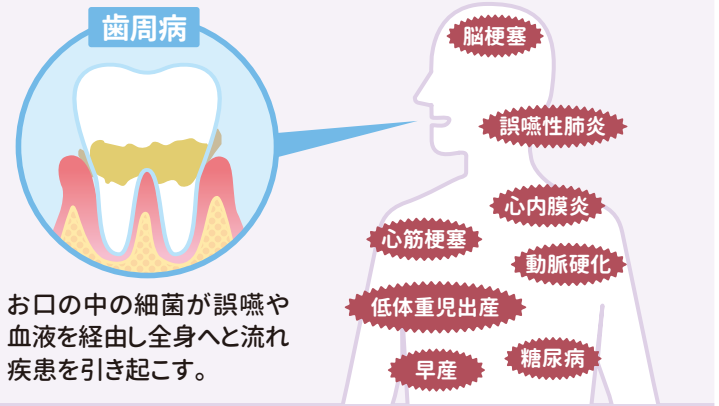 歯周病
お口の中の細菌が誤嚥や
血液を経由し全身へと流れ
疾患を引き起こす。
脳梗塞
誤嚥性肺炎
心内膜炎
心筋梗塞
動脈硬化
低体重児出産
糖尿病
早産